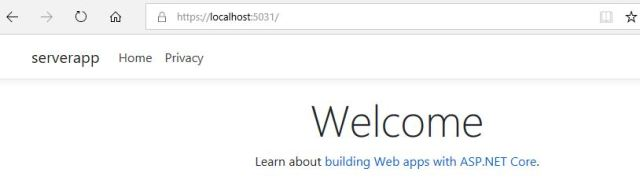 https://localhost:5031/
serverapp Home Privacy
Welcome
Learn about building Web apps with ASP.NET Core.